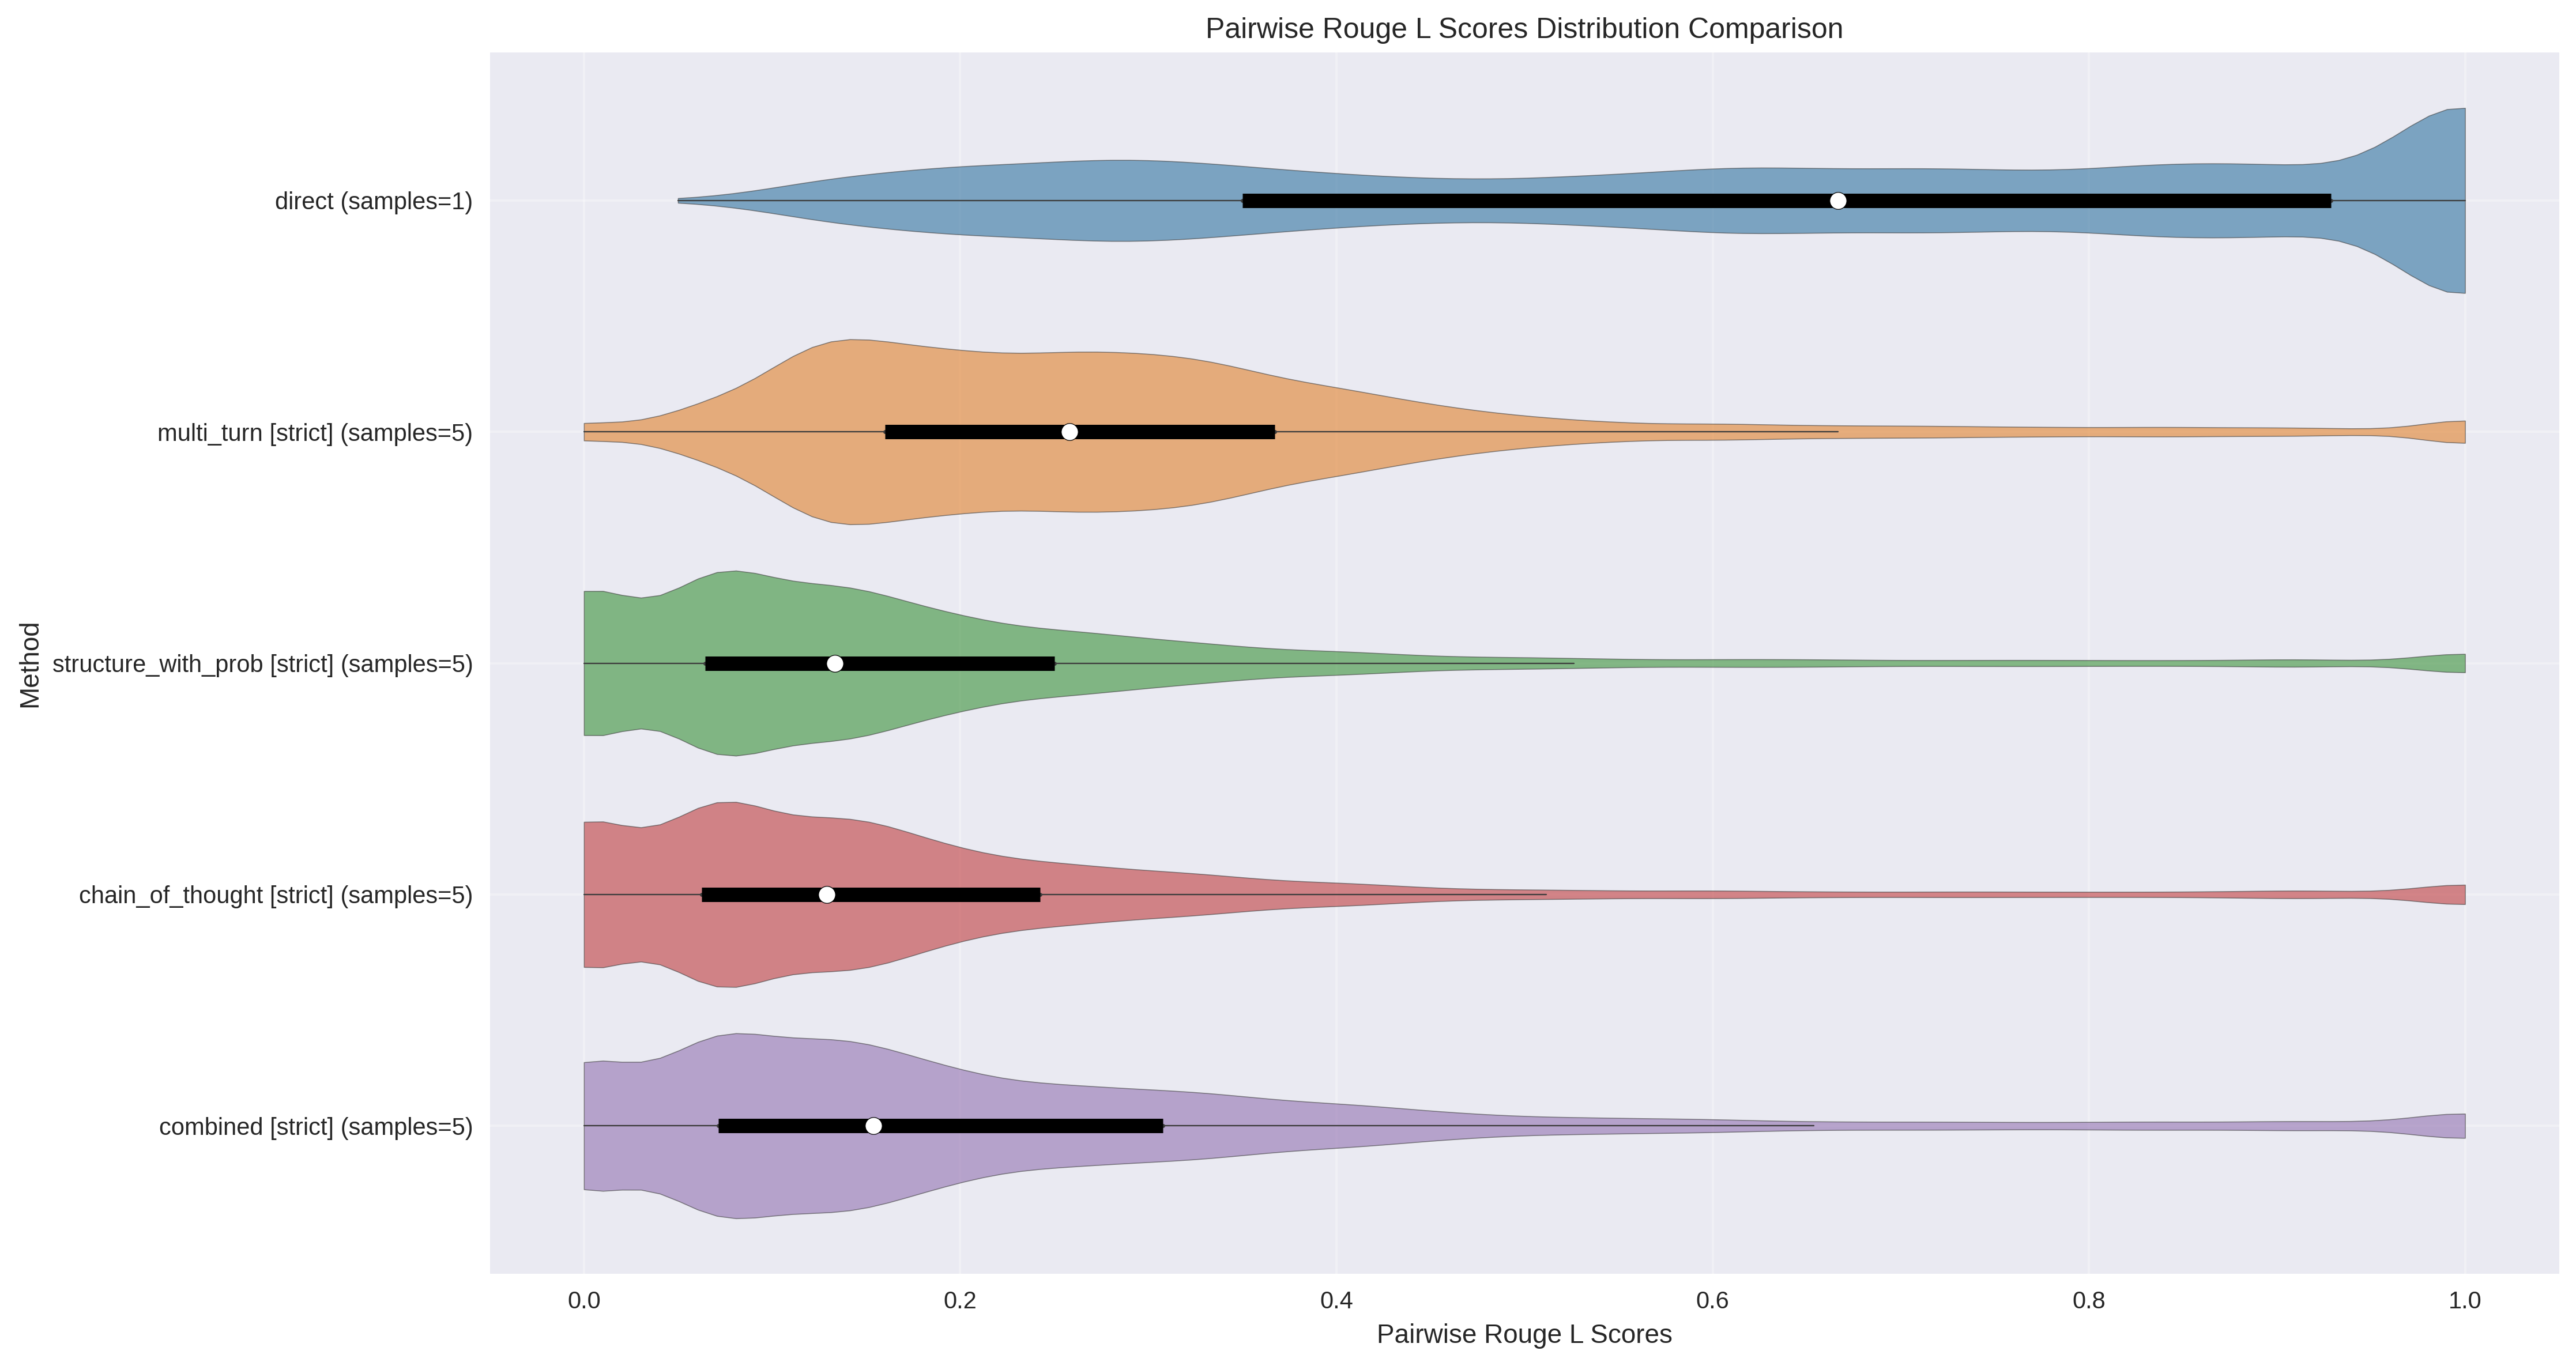 Pairwise Rouge L Scores Distribution Comparison
direct (samples=1)
multi_turn [strict] (samples=5)
structure_with_prob [strict] (samples=5)
chain_of_thought [strict] (samples=5)
combined [strict] (samples=5)
Method
0.0 0.2 0.4 0.6 0.8 1.0
Pairwise Rouge L Scores